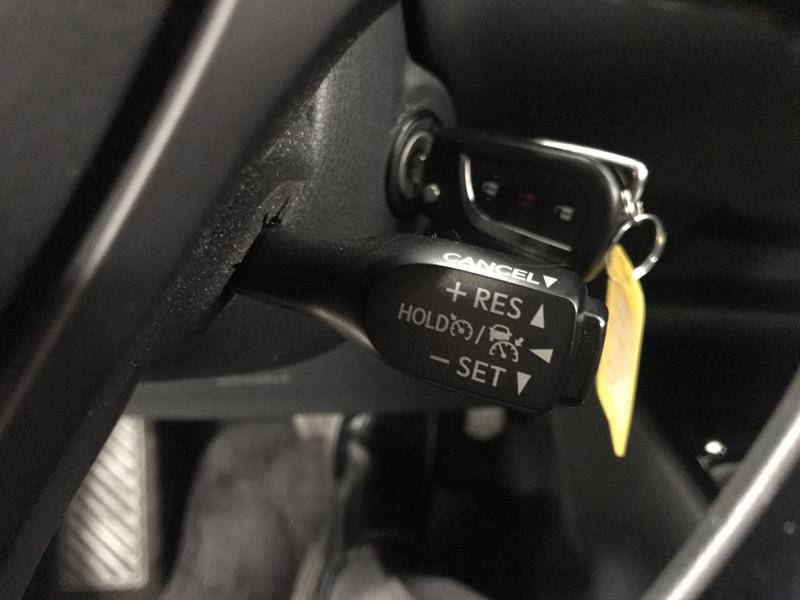 CANCEL▼
+ RES ▲
HOLD / ◀
− SET ▼